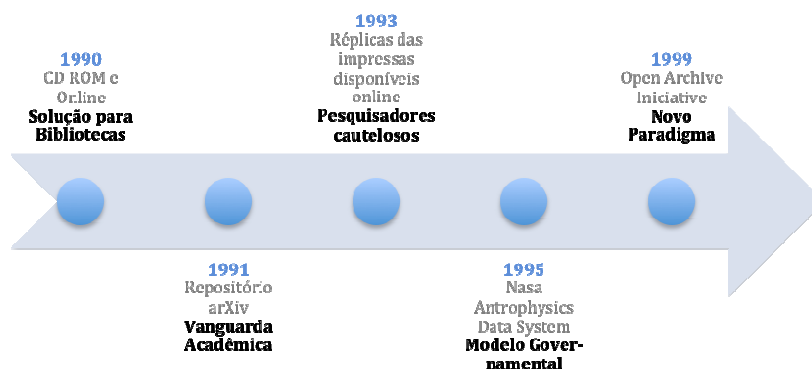 1990
CD ROM e
Online
Solução para
Bibliotecas
1991
Repositório
arXiv
Vanguarda
Acadêmica
1993
Réplicas das
impressas
disponíveis
online
Pesquisadores
cautelosos
1995
Nasa
Antrophysics
Data System
Modelo Gover-
namental
1999
Open Archive
Iniciative
Novo
Paradigma